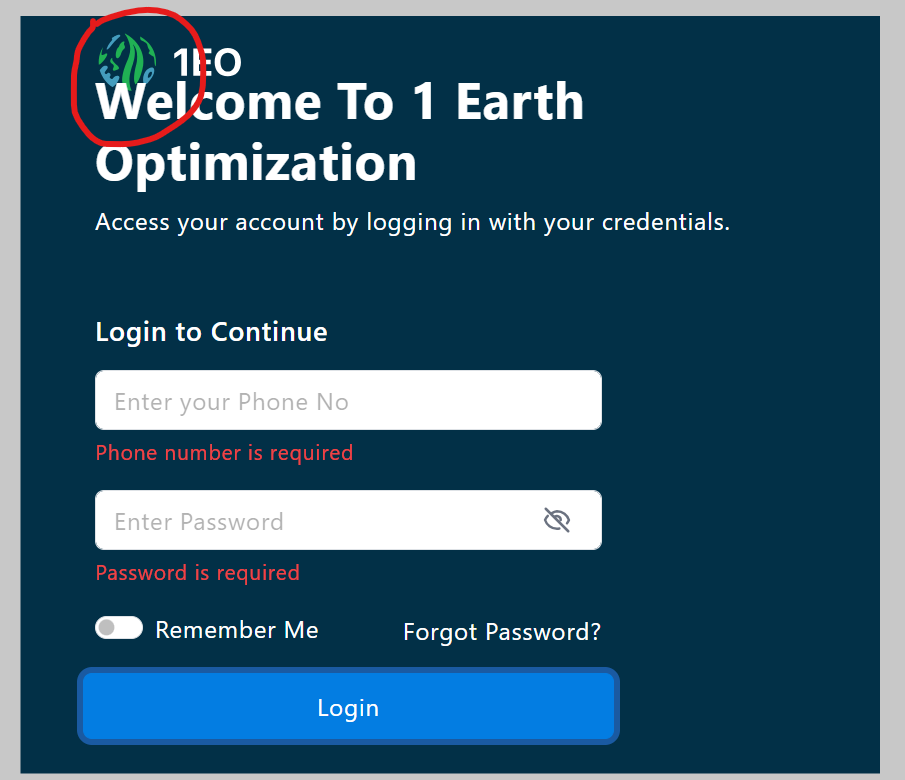 1EO
Welcome To 1 Earth
Optimization
Access your account by logging in with your credentials.
Login to Continue
Enter your Phone No
Phone number is required
Enter Password
Password is required
Remember Me
Forgot Password?
Login